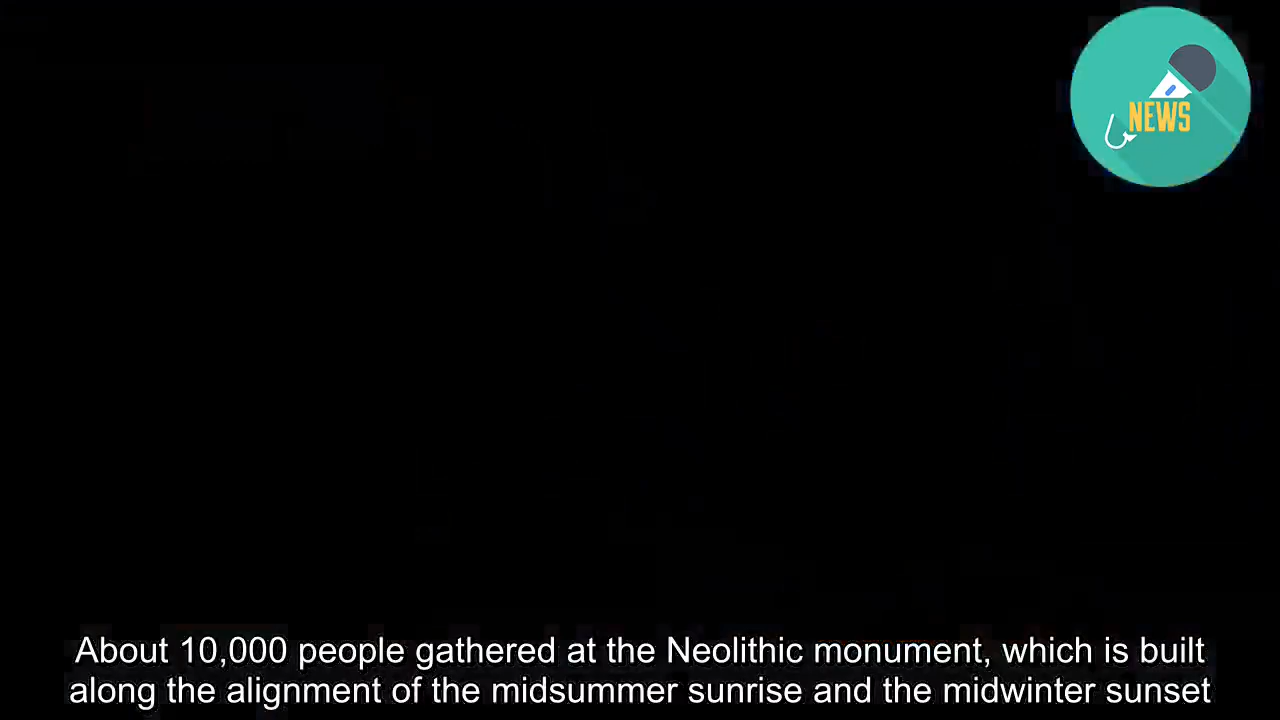 NEWS
About 10,000 people gathered at the Neolithic monument, which is built
along the alignment of the midsummer sunrise and the midwinter sunset